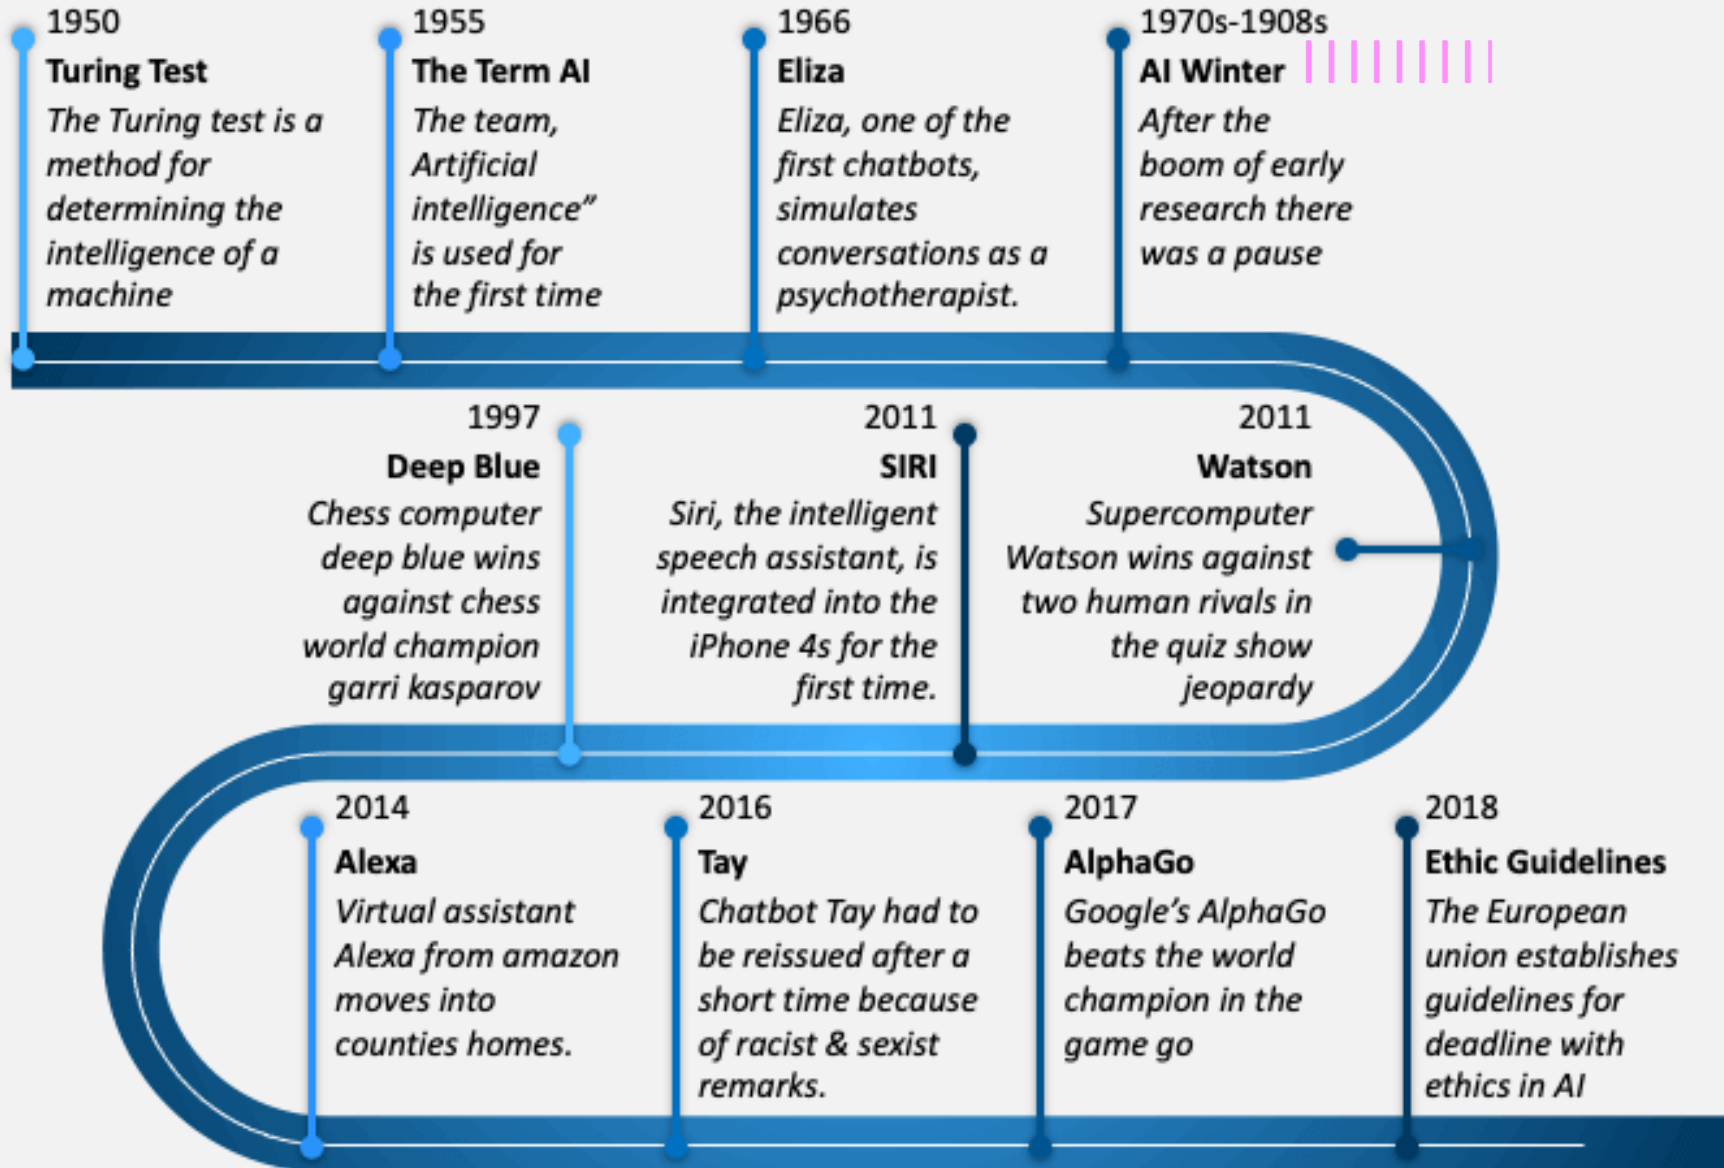 1950
Turing Test
The Turing test is a
method for
determining the
intelligence of a
machine
1955
The Term AI
The team,
Artificial
intelligence”
is used for
the first time
1966
Eliza
Eliza, one of the
first chatbots,
simulates
conversations as a
psychotherapist.
1970s-1908s
AI Winter
After the
boom of early
research there
was a pause
1997
Deep Blue
Chess computer
deep blue wins
against chess
world champion
garri kasparov
2011
SIRI
Siri, the intelligent
speech assistant, is
integrated into the
iPhone 4s for the
first time.
2011
Watson
Supercomputer
Watson wins against
two human rivals in
the quiz show
jeopardy
2014
Alexa
Virtual assistant
Alexa from amazon
moves into
counties homes.
2016
Tay
Chatbot Tay had to
be reissued after a
short time because
of racist & sexist
remarks.
2017
AlphaGo
Google’s AlphaGo
beats the world
champion in the
game go
2018
Ethic Guidelines
The European
union establishes
guidelines for
deadline with
ethics in AI